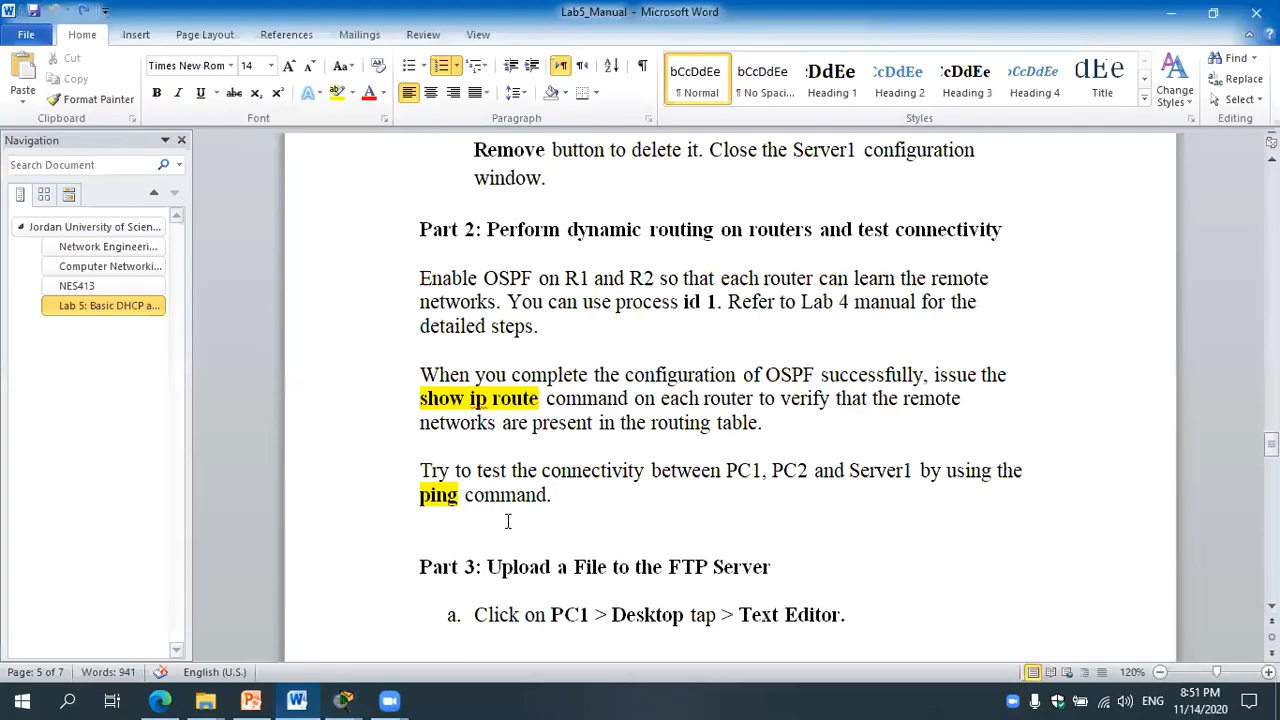 Lab5_Manual - Microsoft Word
File Home Insert Page Layout References Mailings Review View
Cut
Copy
Format Painter
Paste
Clipboard
Times New Rom 14
Font
Paragraph
bCcDdEe bCcDdEe IDdEe CcDdEe CcDdEe CcDdEe dEe
¶ Normal ¶ No Spaci... Heading 1 Heading 2 Heading 3 Heading 4 Title
Styles
Change Styles
Find
Replace
Select
Editing
Navigation
Search Document
Jordan University of Scien...
Network Engineeri...
Computer Networki...
NES413
Lab 5: Basic DHCP a...
Remove button to delete it. Close the Server1 configuration
window.
Part 2: Perform dynamic routing on routers and test connectivity
Enable OSPF on R1 and R2 so that each router can learn the remote
networks. You can use process id 1. Refer to Lab 4 manual for the
detailed steps.
When you complete the configuration of OSPF successfully, issue the
show ip route command on each router to verify that the remote
networks are present in the routing table.
Try to test the connectivity between PC1, PC2 and Server1 by using the
ping command.
Part 3: Upload a File to the FTP Server
a. Click on PC1 > Desktop tap > Text Editor.
Page: 5 of 7 Words: 941 English (U.S.) 120%
ENG
8:51 PM
11/14/2020